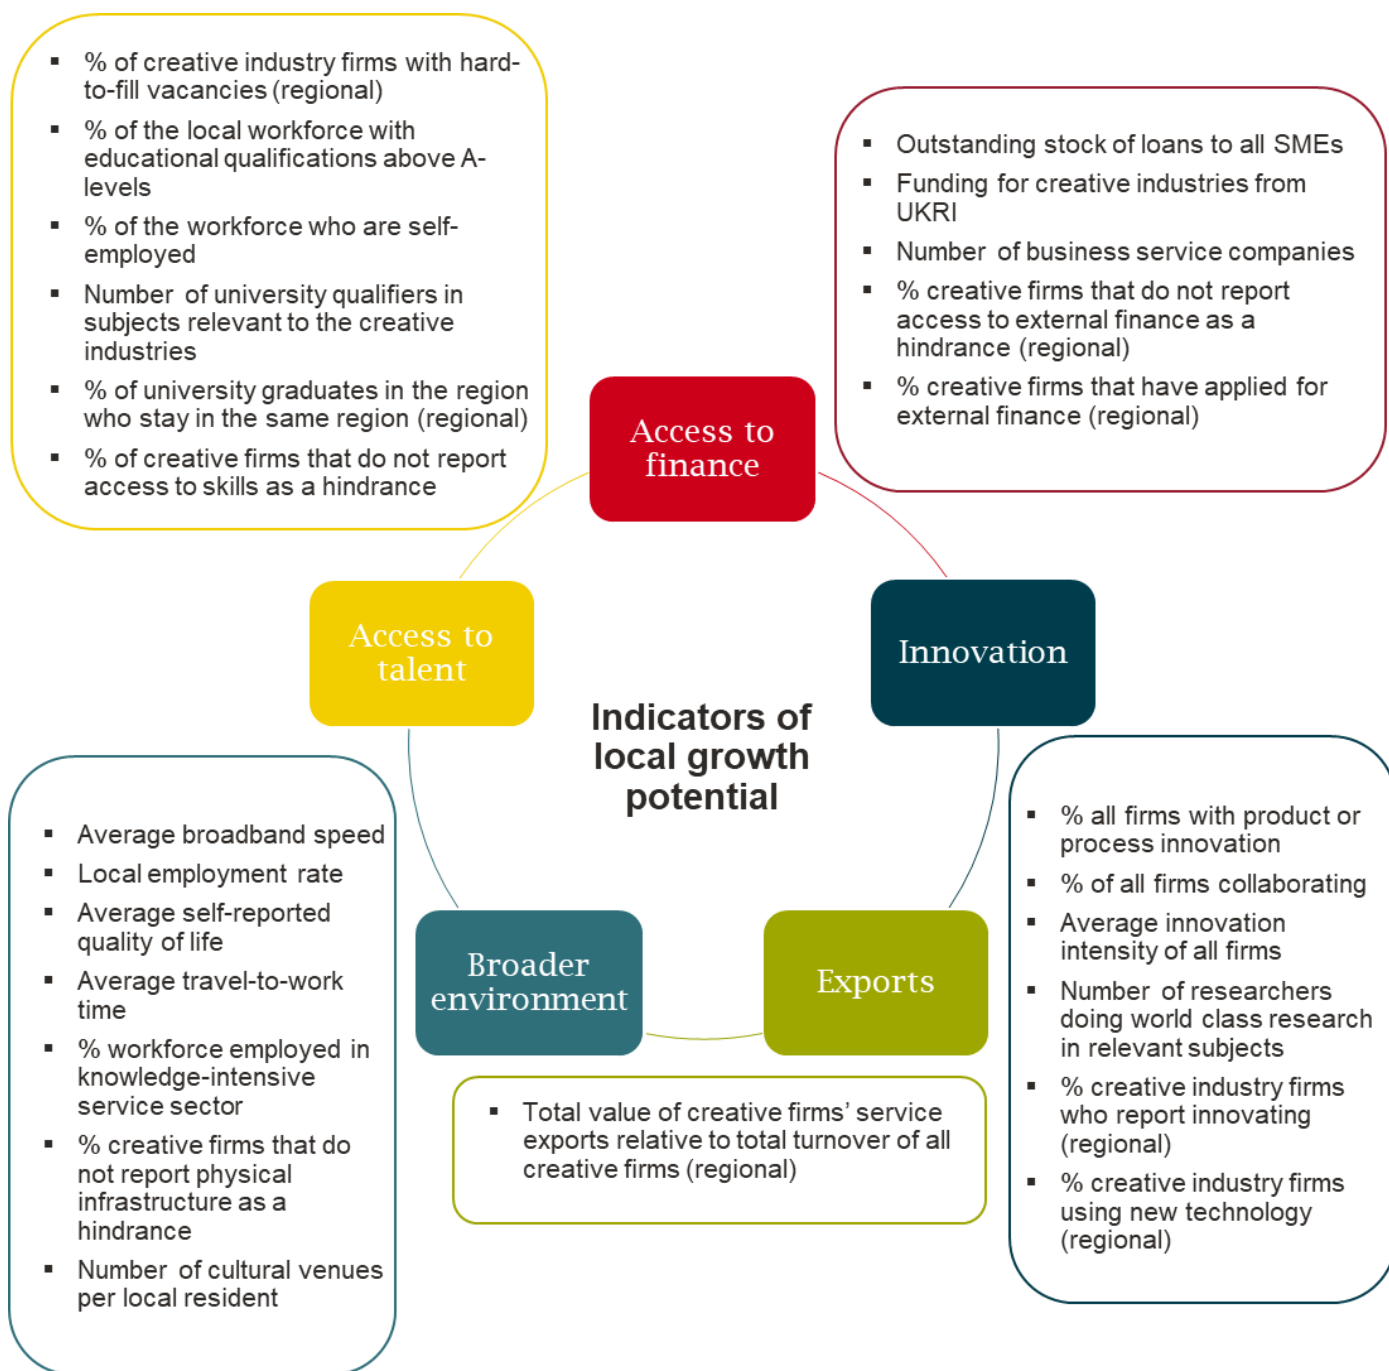 ▪ % of creative industry firms with hard-
to-fill vacancies (regional)
▪ % of the local workforce with
educational qualifications above A-
levels
▪ % of the workforce who are self-
employed
▪ Number of university qualifiers in
subjects relevant to the creative
industries
▪ % of university graduates in the region
who stay in the same region (regional)
▪ % of creative firms that do not report
access to skills as a hindrance
▪ Outstanding stock of loans to all SMEs
▪ Funding for creative industries from
UKRI
▪ Number of business service companies
▪ % creative firms that do not report
access to external finance as a
hindrance (regional)
▪ % creative firms that have applied for
external finance (regional)
Access to
finance
Access to
talent
Innovation
Indicators of
local growth
potential
▪ Average broadband speed
▪ Local employment rate
▪ Average self-reported
quality of life
▪ Average travel-to-work
time
▪ % workforce employed in
knowledge-intensive
service sector
▪ % creative firms that do
not report physical
infrastructure as a
hindrance
▪ Number of cultural venues
per local resident
Broader
environment
Exports
▪ Total value of creative firms’ service
exports relative to total turnover of all
creative firms (regional)
▪ % all firms with product or
process innovation
▪ % of all firms collaborating
▪ Average innovation
intensity of all firms
▪ Number of researchers
doing world class research
in relevant subjects
▪ % creative industry firms
who report innovating
(regional)
▪ % creative industry firms
using new technology
(regional)